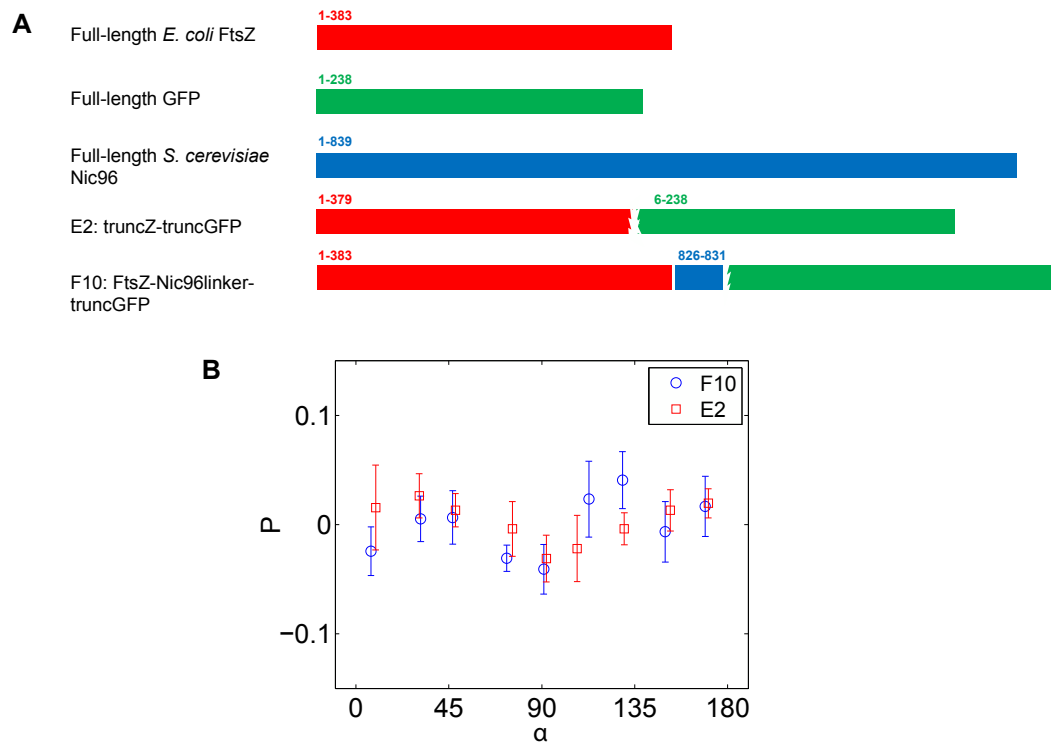 A
Full-length E. coli FtsZ
1-383
Full-length GFP
1-238
Full-length S. cerevisiae
Nic96
1-839
E2: truncZ-truncGFP
1-379
6-238
F10: FtsZ-Nic96linker-
truncGFP
1-383
826-831
B
F10
E2
0.1
0
−0.1
P
0
45
90
135
180
α